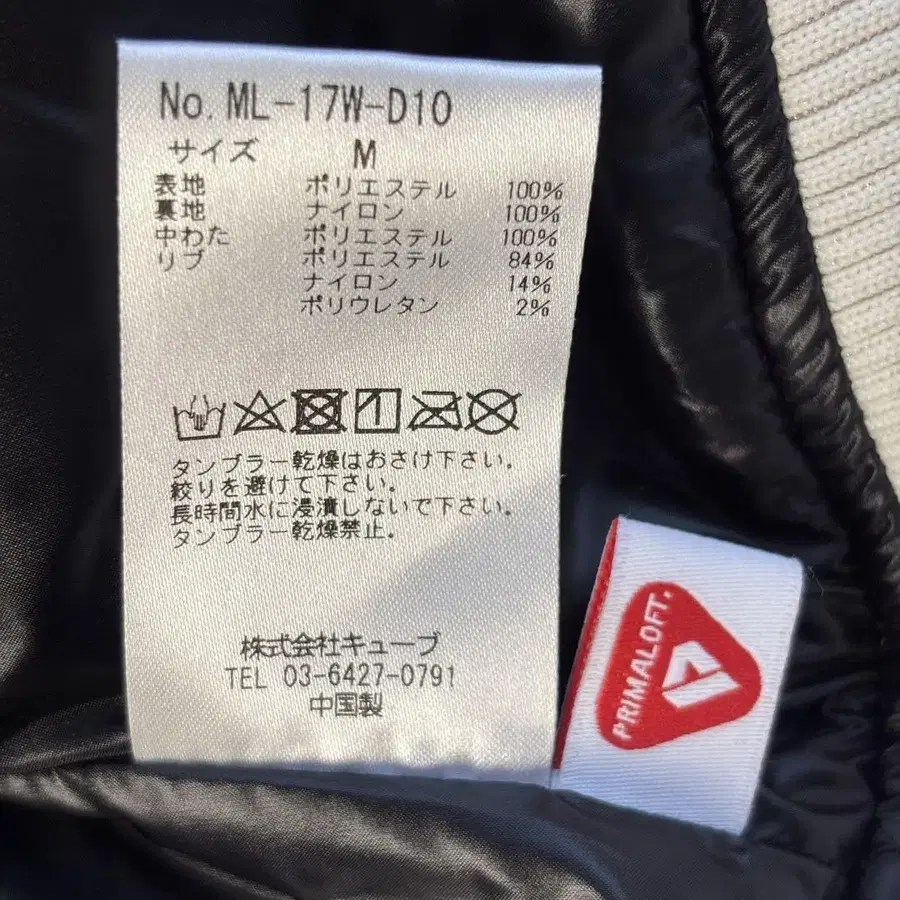 No. ML-17W-D10
サイズ M
表地 ポリエステル 100%
裏地 ナイロン 100%
中わた ポリエステル 100%
リブ ポリエステル 84%
ナイロン 14%
ポリウレタン 2%
タンブラー乾燥はおさけ下さい。
絞りを避けて下さい。
長時間水に浸漬しないで下さい。
タンブラー乾燥禁止。
株式会社キューブ
TEL 03-6427-0791
中国製
PRIMALOFT.